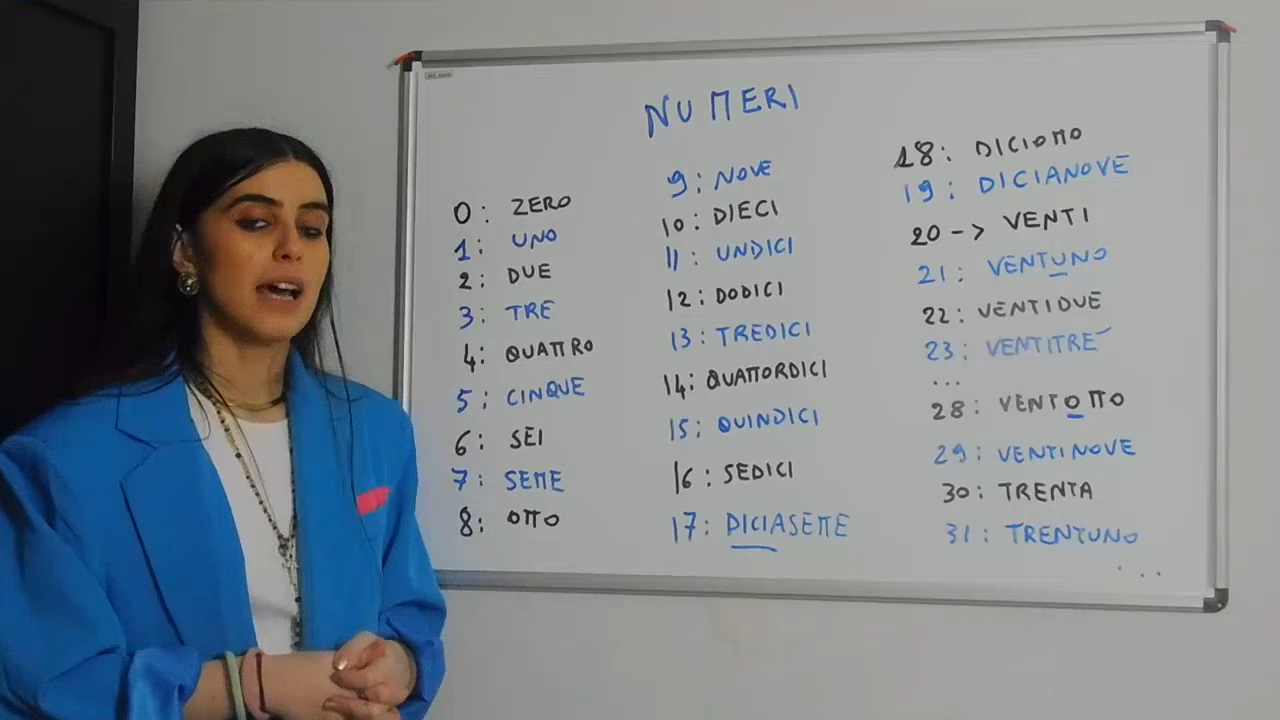 NUMERI
0: ZERO
1: UNO
2: DUE
3: TRE
4: QUATTRO
5: CINQUE
6: SEI
7: SETTE
8: OTTO
9: NOVE
10: DIECI
11: UNDICI
12: DODICI
13: TREDICI
14: QUATTORDICI
15: QUINDICI
16: SEDICI
17: DICIASETTE
18: DICIOTTO
19: DICIANOVE
20 -> VENTI
21: VENTUNO
22: VENTIDUE
23: VENTITRÉ
...
28: VENTOTTO
29: VENTINOVE
30: TRENTA
31: TRENTUNO
...